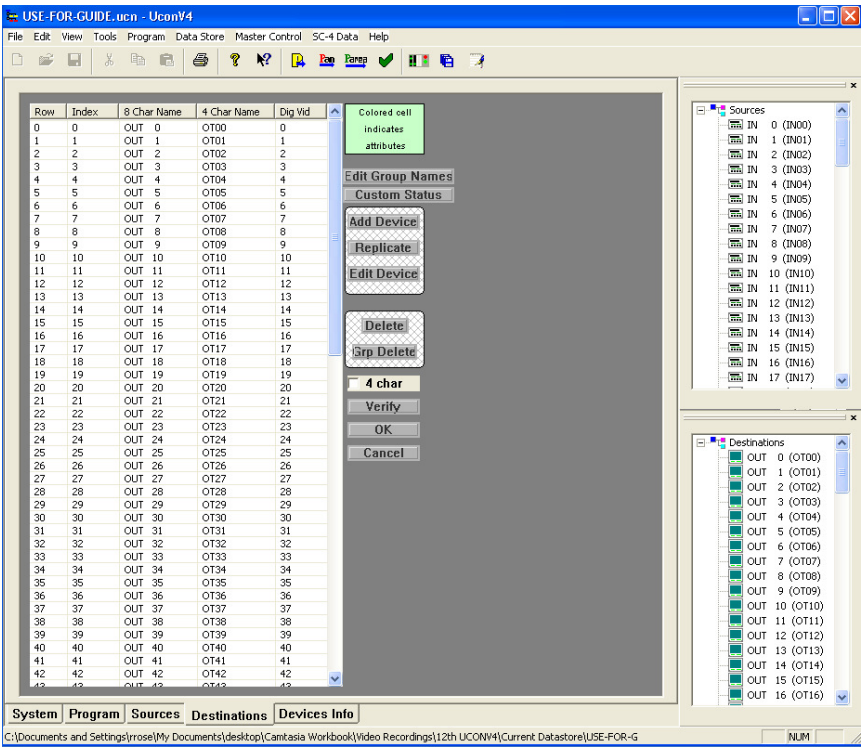 USE-FOR-GUIDE.ucn - UconV4
File Edit View Tools Program Data Store Master Control SC-4 Data Help
Pan Parea
Row Index 8 Char Name 4 Char Name Dig Vid
0 0 OUT 0 OT00 0
1 1 OUT 1 OT01 1
2 2 OUT 2 OT02 2
3 3 OUT 3 OT03 3
4 4 OUT 4 OT04 4
5 5 OUT 5 OT05 5
6 6 OUT 6 OT06 6
7 7 OUT 7 OT07 7
8 8 OUT 8 OT08 8
9 9 OUT 9 OT09 9
10 10 OUT 10 OT10 10
11 11 OUT 11 OT11 11
12 12 OUT 12 OT12 12
13 13 OUT 13 OT13 13
14 14 OUT 14 OT14 14
15 15 OUT 15 OT15 15
16 16 OUT 16 OT16 16
17 17 OUT 17 OT17 17
18 18 OUT 18 OT18 18
19 19 OUT 19 OT19 19
20 20 OUT 20 OT20 20
21 21 OUT 21 OT21 21
22 22 OUT 22 OT22 22
23 23 OUT 23 OT23 23
24 24 OUT 24 OT24 24
25 25 OUT 25 OT25 25
26 26 OUT 26 OT26 26
27 27 OUT 27 OT27 27
28 28 OUT 28 OT28 28
29 29 OUT 29 OT29 29
30 30 OUT 30 OT30 30
31 31 OUT 31 OT31 31
32 32 OUT 32 OT32 32
33 33 OUT 33 OT33 33
34 34 OUT 34 OT34 34
35 35 OUT 35 OT35 35
36 36 OUT 36 OT36 36
37 37 OUT 37 OT37 37
38 38 OUT 38 OT38 38
39 39 OUT 39 OT39 39
40 40 OUT 40 OT40 40
41 41 OUT 41 OT41 41
42 42 OUT 42 OT42 42
43 43 OUT 43 OT43 43
Colored cell
indicates
attributes
Edit Group Names
Custom Status
Add Device
Replicate
Edit Device
Delete
Grp Delete
4 char
Verify
OK
Cancel
Sources
IN 0 (IN00)
IN 1 (IN01)
IN 2 (IN02)
IN 3 (IN03)
IN 4 (IN04)
IN 5 (IN05)
IN 6 (IN06)
IN 7 (IN07)
IN 8 (IN08)
IN 9 (IN09)
IN 10 (IN10)
IN 11 (IN11)
IN 12 (IN12)
IN 13 (IN13)
IN 14 (IN14)
IN 15 (IN15)
IN 16 (IN16)
IN 17 (IN17)
Destinations
OUT 0 (OT00)
OUT 1 (OT01)
OUT 2 (OT02)
OUT 3 (OT03)
OUT 4 (OT04)
OUT 5 (OT05)
OUT 6 (OT06)
OUT 7 (OT07)
OUT 8 (OT08)
OUT 9 (OT09)
OUT 10 (OT10)
OUT 11 (OT11)
OUT 12 (OT12)
OUT 13 (OT13)
OUT 14 (OT14)
OUT 15 (OT15)
OUT 16 (OT16)
System Program Sources Destinations Devices Info
C:\Documents and Settings\rrose\My Documents\desktop\Camtasia Workbook\Video Recordings\12th UCONV4\Current Datastore\USE-FOR-G
NUM